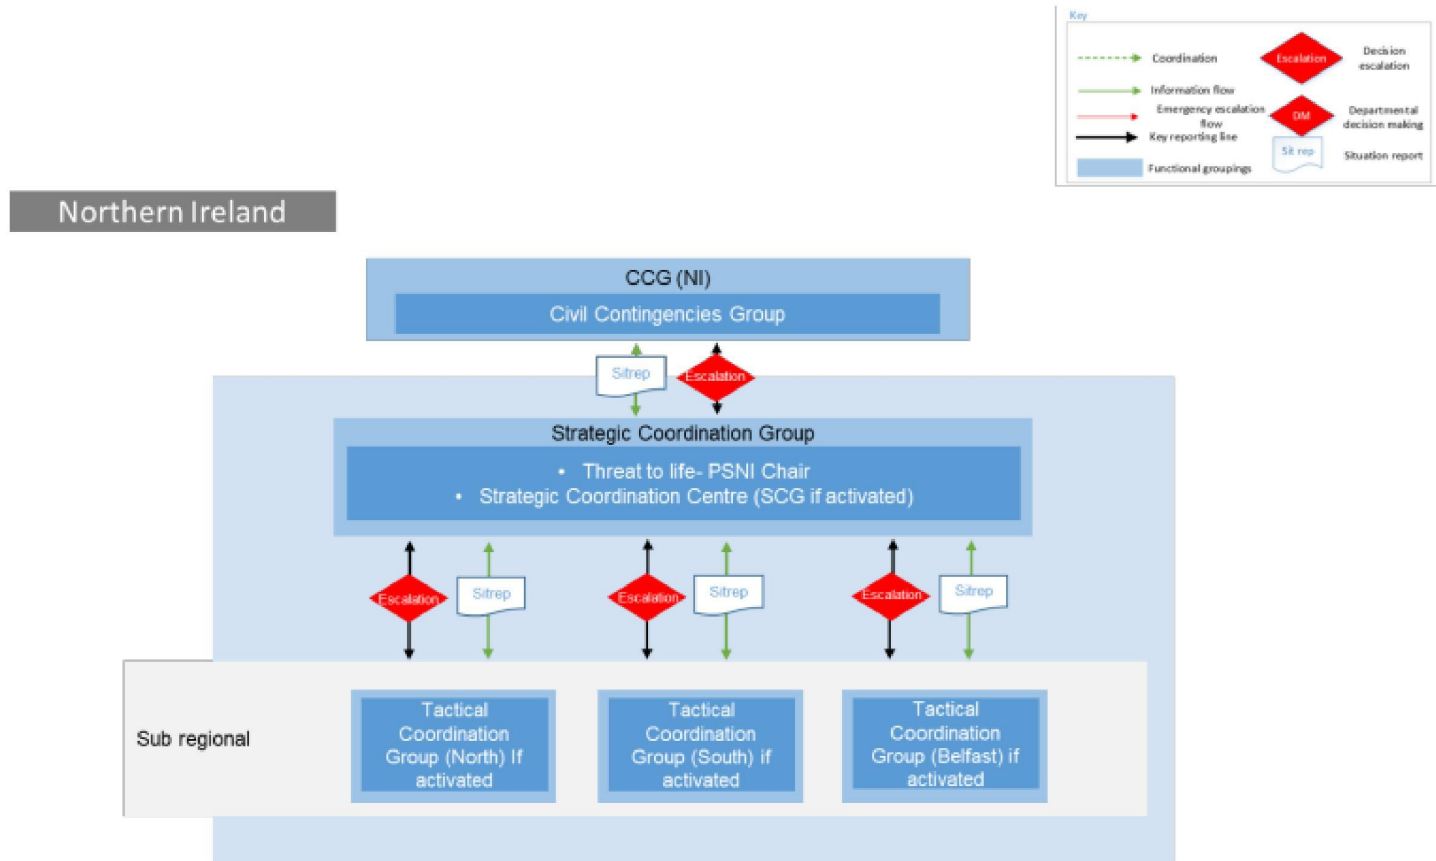 Key
Coordination
Information flow
Emergency escalation
flow
Key reporting line
Functional groupings
Escalation
Decision
escalation
DM
Departmental
decision making
Sit rep
Situation report
Northern Ireland
CCG (NI)
Civil Contingencies Group
Sitrep
Escalation
Strategic Coordination Group
• Threat to life- PSNI Chair
• Strategic Coordination Centre (SCG if activated)
Escalation
Sitrep
Escalation
Sitrep
Escalation
Sitrep
Sub regional
Tactical
Coordination
Group (North) If
activated
Tactical
Coordination
Group (South) if
activated
Tactical
Coordination
Group (Belfast) if
activated